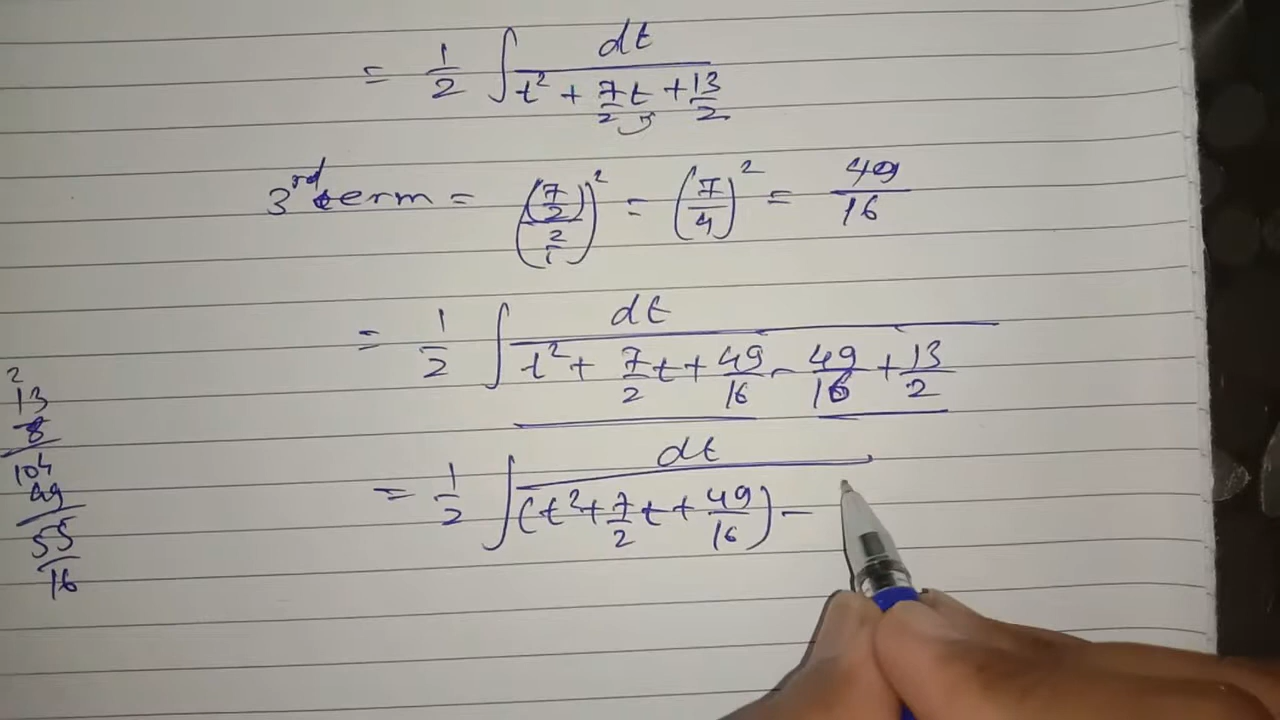 = 1/2 ∫ dt / (t² + 7/2 t + 13/2)
3rd term = ((7/2) / (2/1))² = (7/4)² = 49/16
= 1/2 ∫ dt / (t² + 7/2 t + 49/16 - 49/16 + 13/2)
= 1/2 ∫ dt / ((t² + 7/2 t + 49/16) -
2
13
8
104
49
55
16